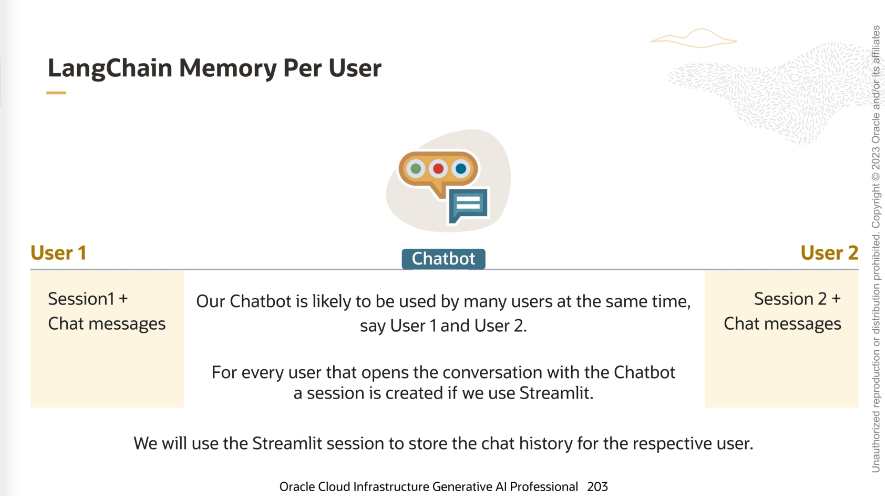 LangChain Memory Per User
User 1
Chatbot
User 2
Session1 +
Chat messages
Our Chatbot is likely to be used by many users at the same time,
say User 1 and User 2.
For every user that opens the conversation with the Chatbot
a session is created if we use Streamlit.
Session 2 +
Chat messages
We will use the Streamlit session to store the chat history for the respective user.
Oracle Cloud Infrastructure Generative AI Professional 203
Unauthorized reproduction or distribution prohibited. Copyright © 2023 Oracle and/or its affiliates